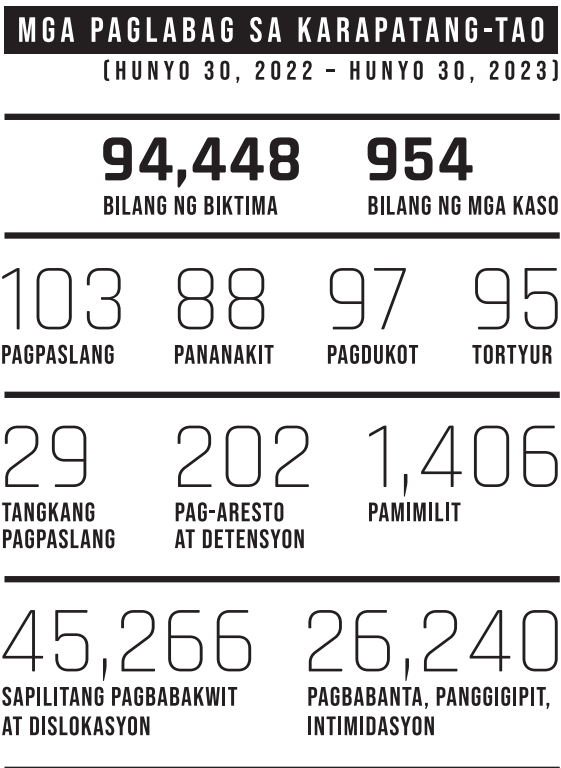 MGA PAGLABAG SA KARAPATANG-TAO
(HUNYO 30, 2022 – HUNYO 30, 2023)
94,448 954
BILANG NG BIKTIMA BILANG NG MGA KASO
103 88 97 95
PAGPASLANG PANANAKIT PAGDUKOT TORTYUR
29 202 1,406
TANGKANG PAG-ARESTO PAMIMILIT
PAGPASLANG AT DETENSYON
45,266 26,240
SAPILITANG PAGBABAKWIT PAGBABANTA, PANGGIGIPIT,
AT DISLOKASYON INTIMIDASYON